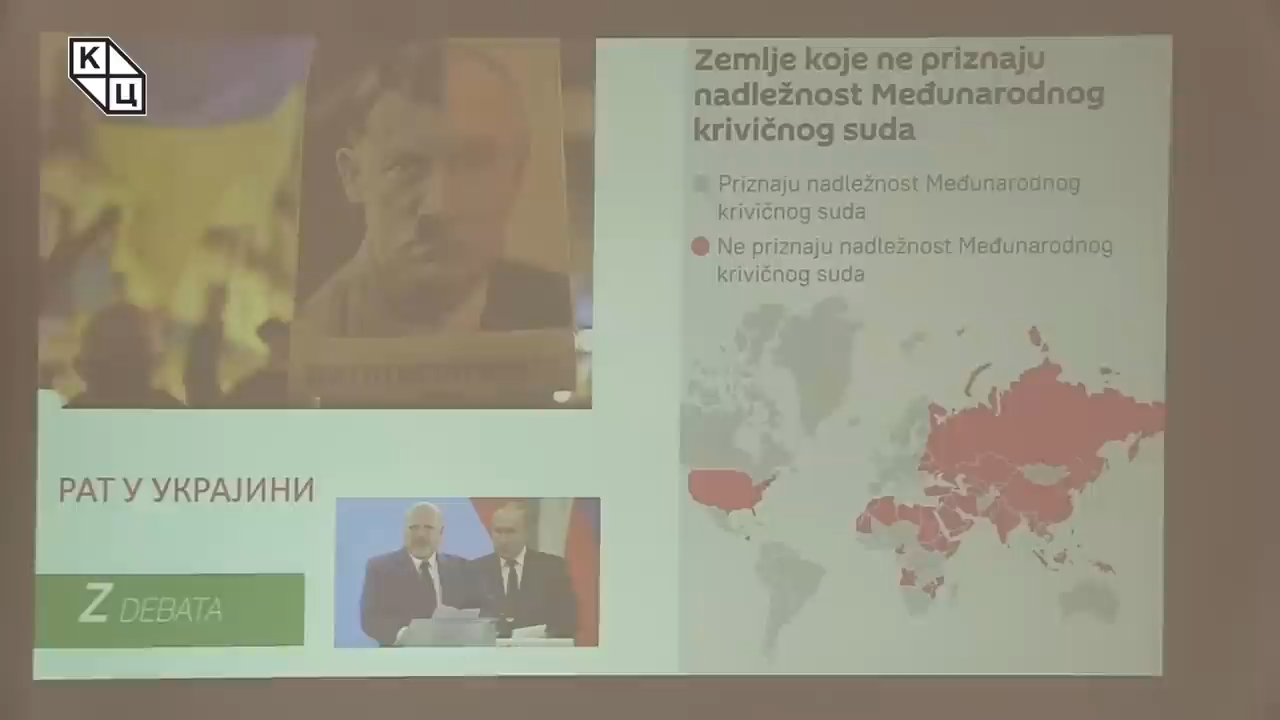 К
Ц
Zemlje koje ne priznaju
nadležnost Međunarodnog
krivičnog suda
Priznaju nadležnost Međunarodnog
krivičnog suda
Ne priznaju nadležnost Međunarodnog
krivičnog suda
РАТ У УКРАЈИНИ
Z DEBATA